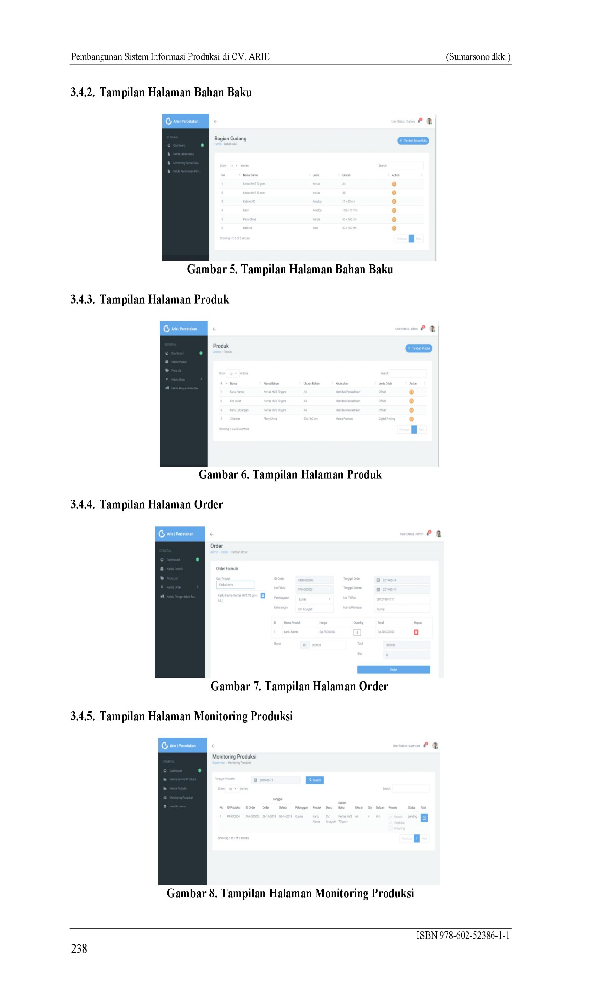 Pembangunan Sistem Informasi Produksi di CV. ARIE (Sumarsono dkk.)
3.4.2. Tampilan Halaman Bahan Baku
Arie | Percetakan
User Status : Gudang
GENERAL
Dashboard
Kelola Bahan Baku
Monitoring Bahan Baku
Kelola Permintaan Pem...
Bagian Gudang
Home / Bahan Baku
+ Tambah Bahan Baku
Show 10 entries Search:
No Nama Bahan Jenis Ukuran Action
1 Kertas HVS 70 gsm Kertas A4
2 Kertas HVS 80 gsm Kertas A5
3 Kabinet 90 Amplop 11 x 23 cm
4 Kecil Amplop 110 x 70 mm
5 Flexy China Kertas 60 x 160 cm
6 Backlite Kain 60 x 160 cm
Showing 1 to 6 of 6 entries Previous 1 Next
Gambar 5. Tampilan Halaman Bahan Baku
3.4.3. Tampilan Halaman Produk
Arie | Percetakan
User Status : Admin
GENERAL
Dashboard
Kelola Produk
Price List
Kelola Order
Kelola Pengambilan Bar...
Produk
Admin / Produk
+ Tambah Produk
Show 10 entries Search:
# Nama Nama Bahan Ukuran Bahan Kebutuhan Jenis Cetak Action
1 Kartu Nama Kertas HVS 70 gsm A4 Identitas Perusahaan Offset
2 Kop Surat Kertas HVS 70 gsm A4 Identitas Perusahaan Offset
3 Kartu Undangan Kertas HVS 70 gsm A4 Identitas Perusahaan Offset
4 X Banner Flexy China 60 x 160 cm Media Promosi Digital Printing
Showing 1 to 4 of 4 entries Previous 1 Next
Gambar 6. Tampilan Halaman Produk
3.4.4. Tampilan Halaman Order
Arie | Percetakan
User Status : Admin
GENERAL
Dashboard
Kelola Produk
Price List
Kelola Order
Kelola Pengambilan Bar...
Order
Admin / Order / Tambah Order
Order Formulir
Cari Produk
Kartu Nama
Kartu Nama (Kertas HVS 70 gsm, A4, )
ID Order ORD-000003 Tanggal Order 2019-06-14
No Faktur FAK-000003 Tanggal Selesai 2019-06-17
Pembayaran Lunas No. Telfon 081219801711
Keterangan CV. Anugrah Nama Pemesan Kurnia
ID Nama Produk Harga Quantity Total Hapus
1 Kartu Nama Rp.75,000.00 4 Rp.300,000.00
Bayar Rp. 300000 Total 300000
Sisa 0
Order
Gambar 7. Tampilan Halaman Order
3.4.5. Tampilan Halaman Monitoring Produksi
Arie | Percetakan
User Status : supervisor
GENERAL
Dashboard
Kelola Jadwal Produksi
Kelola Produksi
Monitoring Produksi
Hasil Produksi
Monitoring Produksi
Supervisor / Monitoring Produksi
Tanggal Produksi 2019-06-15 Search
Show 10 entries Search:
Tanggal
No ID Produksi ID Order Order Selesai Pelanggan Produk Desc Bahan Baku Ukuran Qty Satuan Proses Status Aksi
1 PR-000004 FAK-000003 06-14-2019 06-14-2019 Kurnia Kartu Nama CV. Anugrah Kertas HVS 70 gsm A4 4 rim Desain Produksi Finishing pending
Showing 1 to 1 of 1 entries Previous 1 Next
Gambar 8. Tampilan Halaman Monitoring Produksi
ISBN 978-602-52386-1-1
238